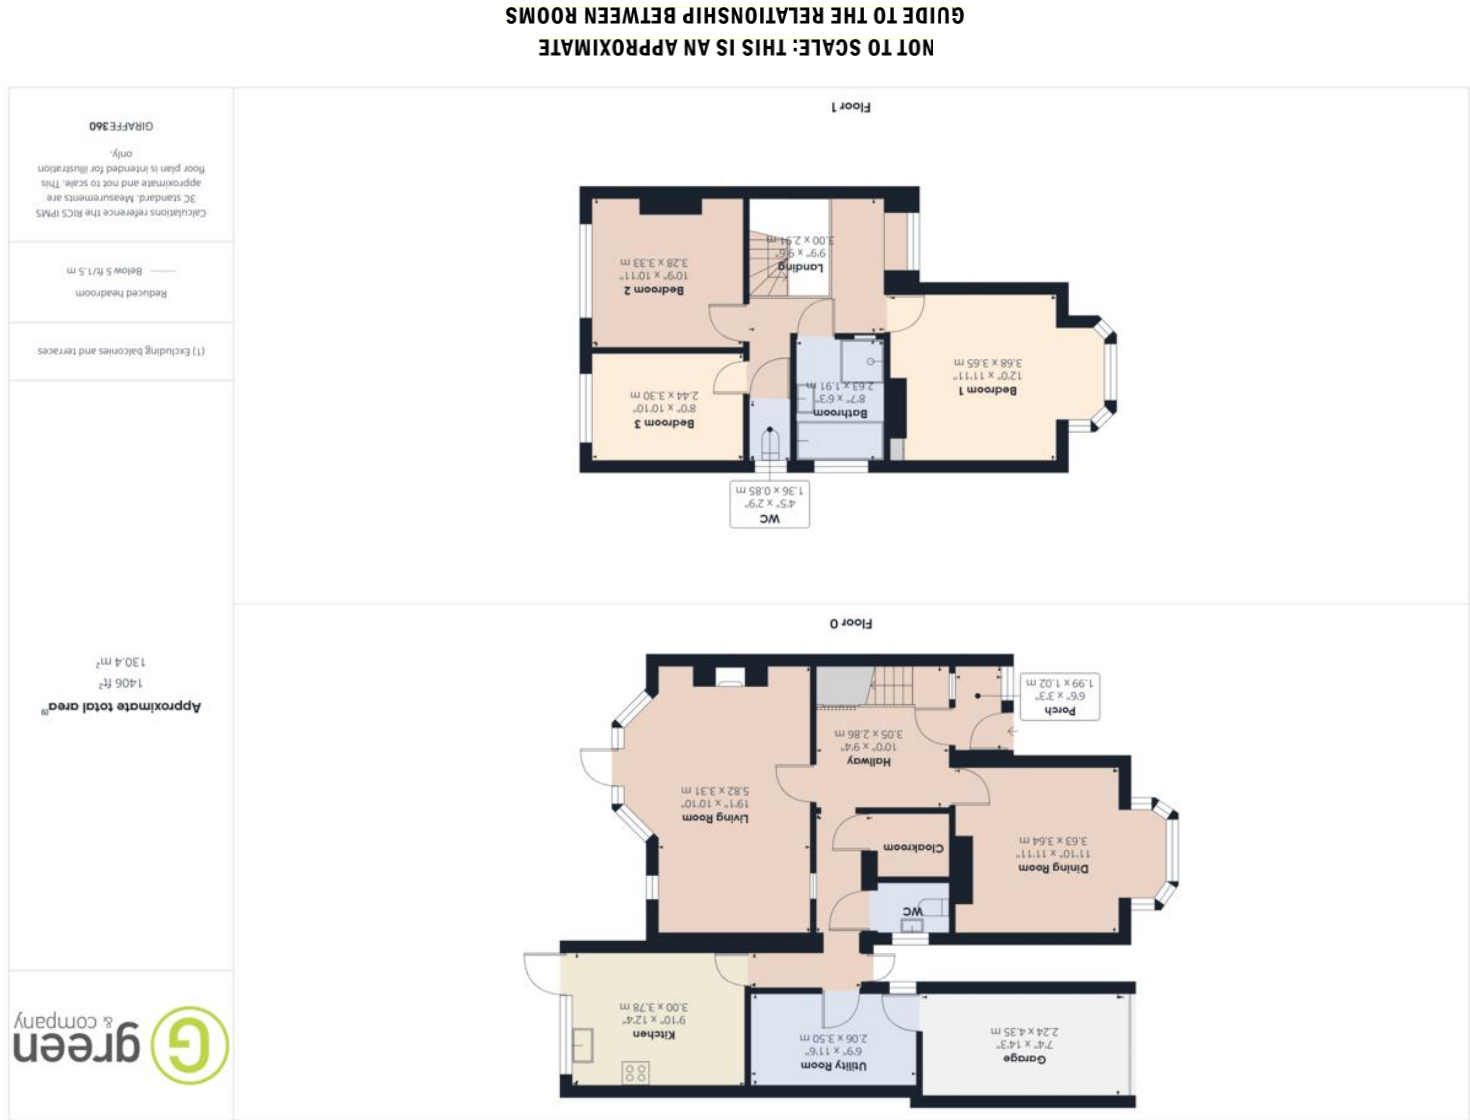 Garage
7'4" x 14'3"
2.24 x 4.35 m
Utility Room
6'9" x 11'6"
2.06 x 3.50 m
Kitchen
9'10" x 12'4"
3.00 x 3.78 m
WC
Dining Room
11'10" x 11'11"
3.63 x 3.64 m
Cloakroom
Living Room
19'1" x 10'10"
5.82 x 3.31 m
Hallway
10'0" x 9'4"
3.05 x 2.86 m
Porch
6'6" x 3'3"
1.99 x 1.02 m
Floor 0
WC
4'5" x 2'9"
1.36 x 0.85 m
Bedroom 1
12'0" x 11'11"
3.68 x 3.65 m
Bathroom
8'7" x 6'3"
2.63 x 1.91 m
Bedroom 3
8'0" x 10'10"
2.44 x 3.30 m
Landing
9'9" x 9'6"
3.00 x 2.91 m
Bedroom 2
10'9" x 10'11"
3.28 x 3.33 m
Floor 1
G green
& company
Approximate total area⁽¹⁾
1406 ft²
130.4 m²
(1) Excluding balconies and terraces
Reduced headroom
Below 5 ft/1.5 m
Calculations reference the RICS IPMS
3C standard. Measurements are
approximate and not to scale. This
floor plan is intended for illustration
only.
GIRAFFE360
NOT TO SCALE: THIS IS AN APPROXIMATE
GUIDE TO THE RELATIONSHIP BETWEEN ROOMS